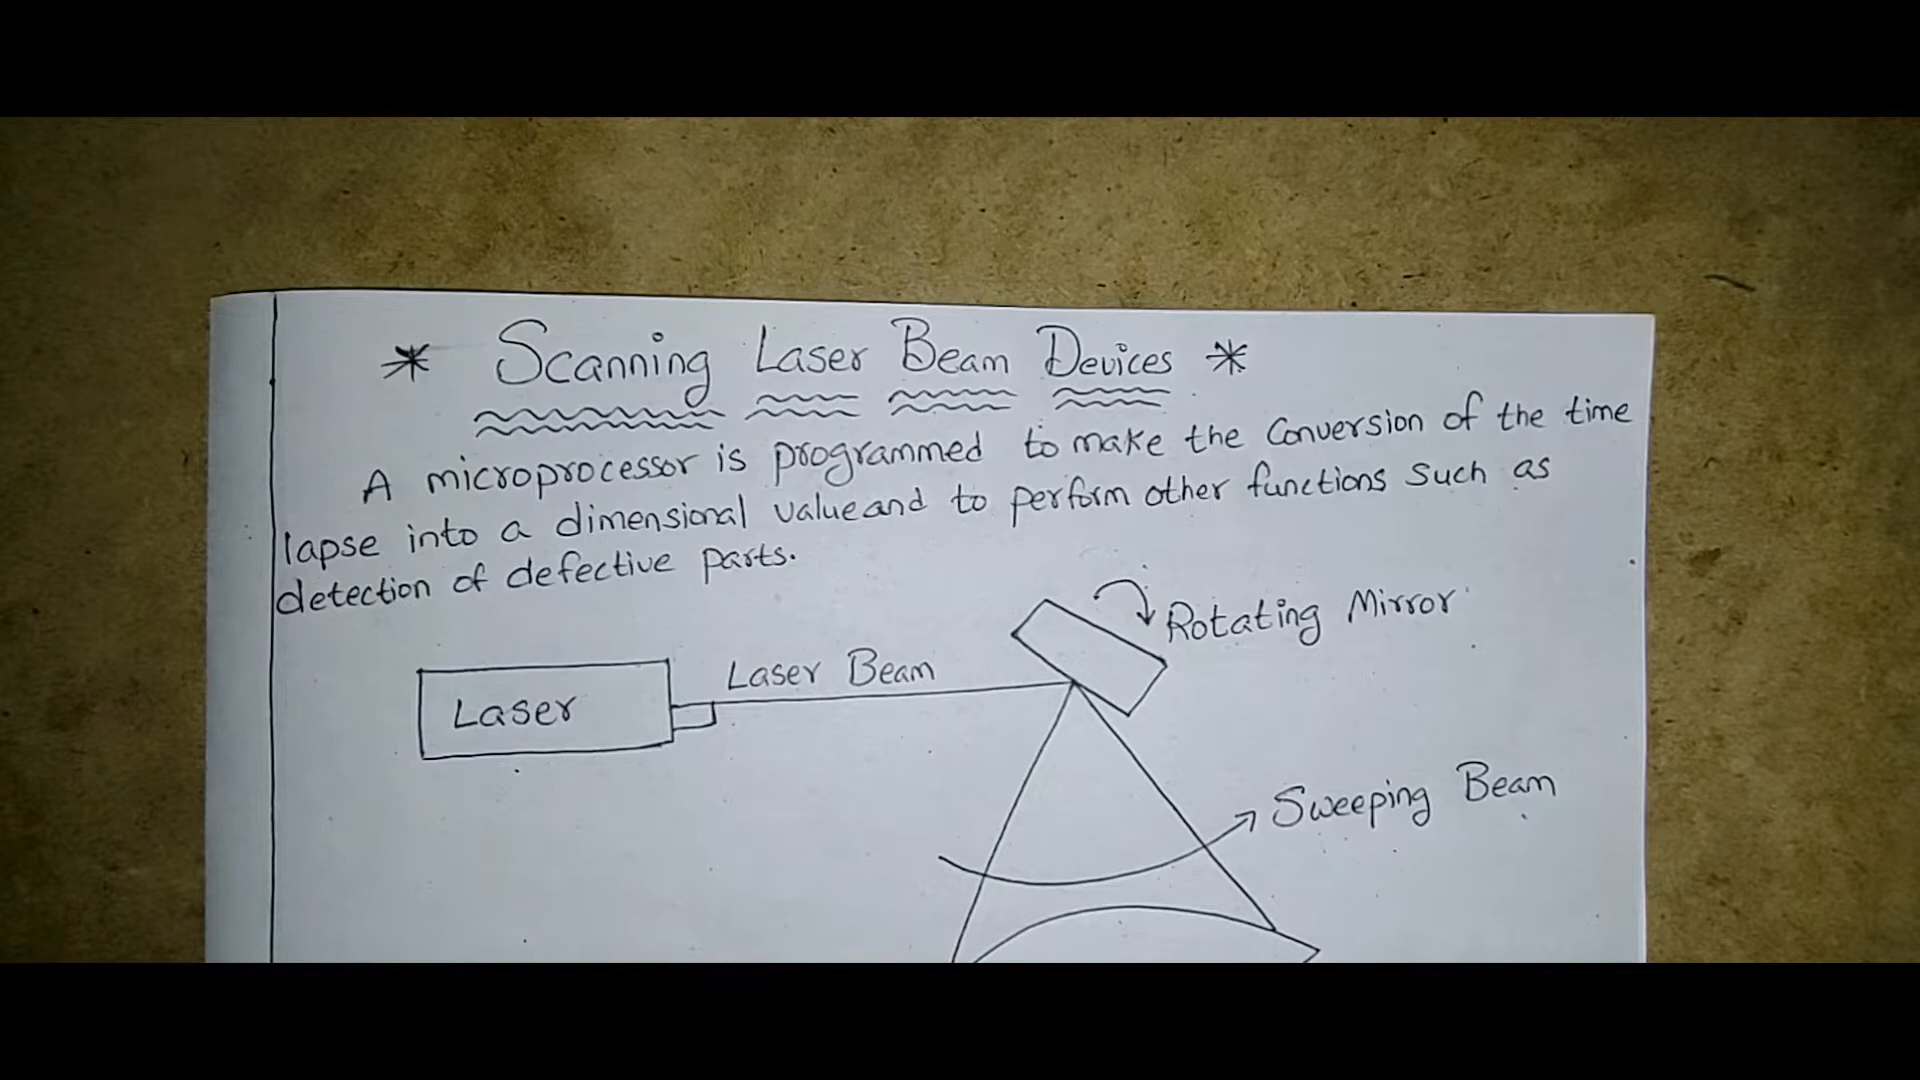 * Scanning Laser Beam Devices *
A microprocessor is programmed to make the conversion of the time
lapse into a dimensional value and to perform other functions such as
detection of defective parts.
Rotating Mirror
Laser Beam
Laser
Sweeping Beam